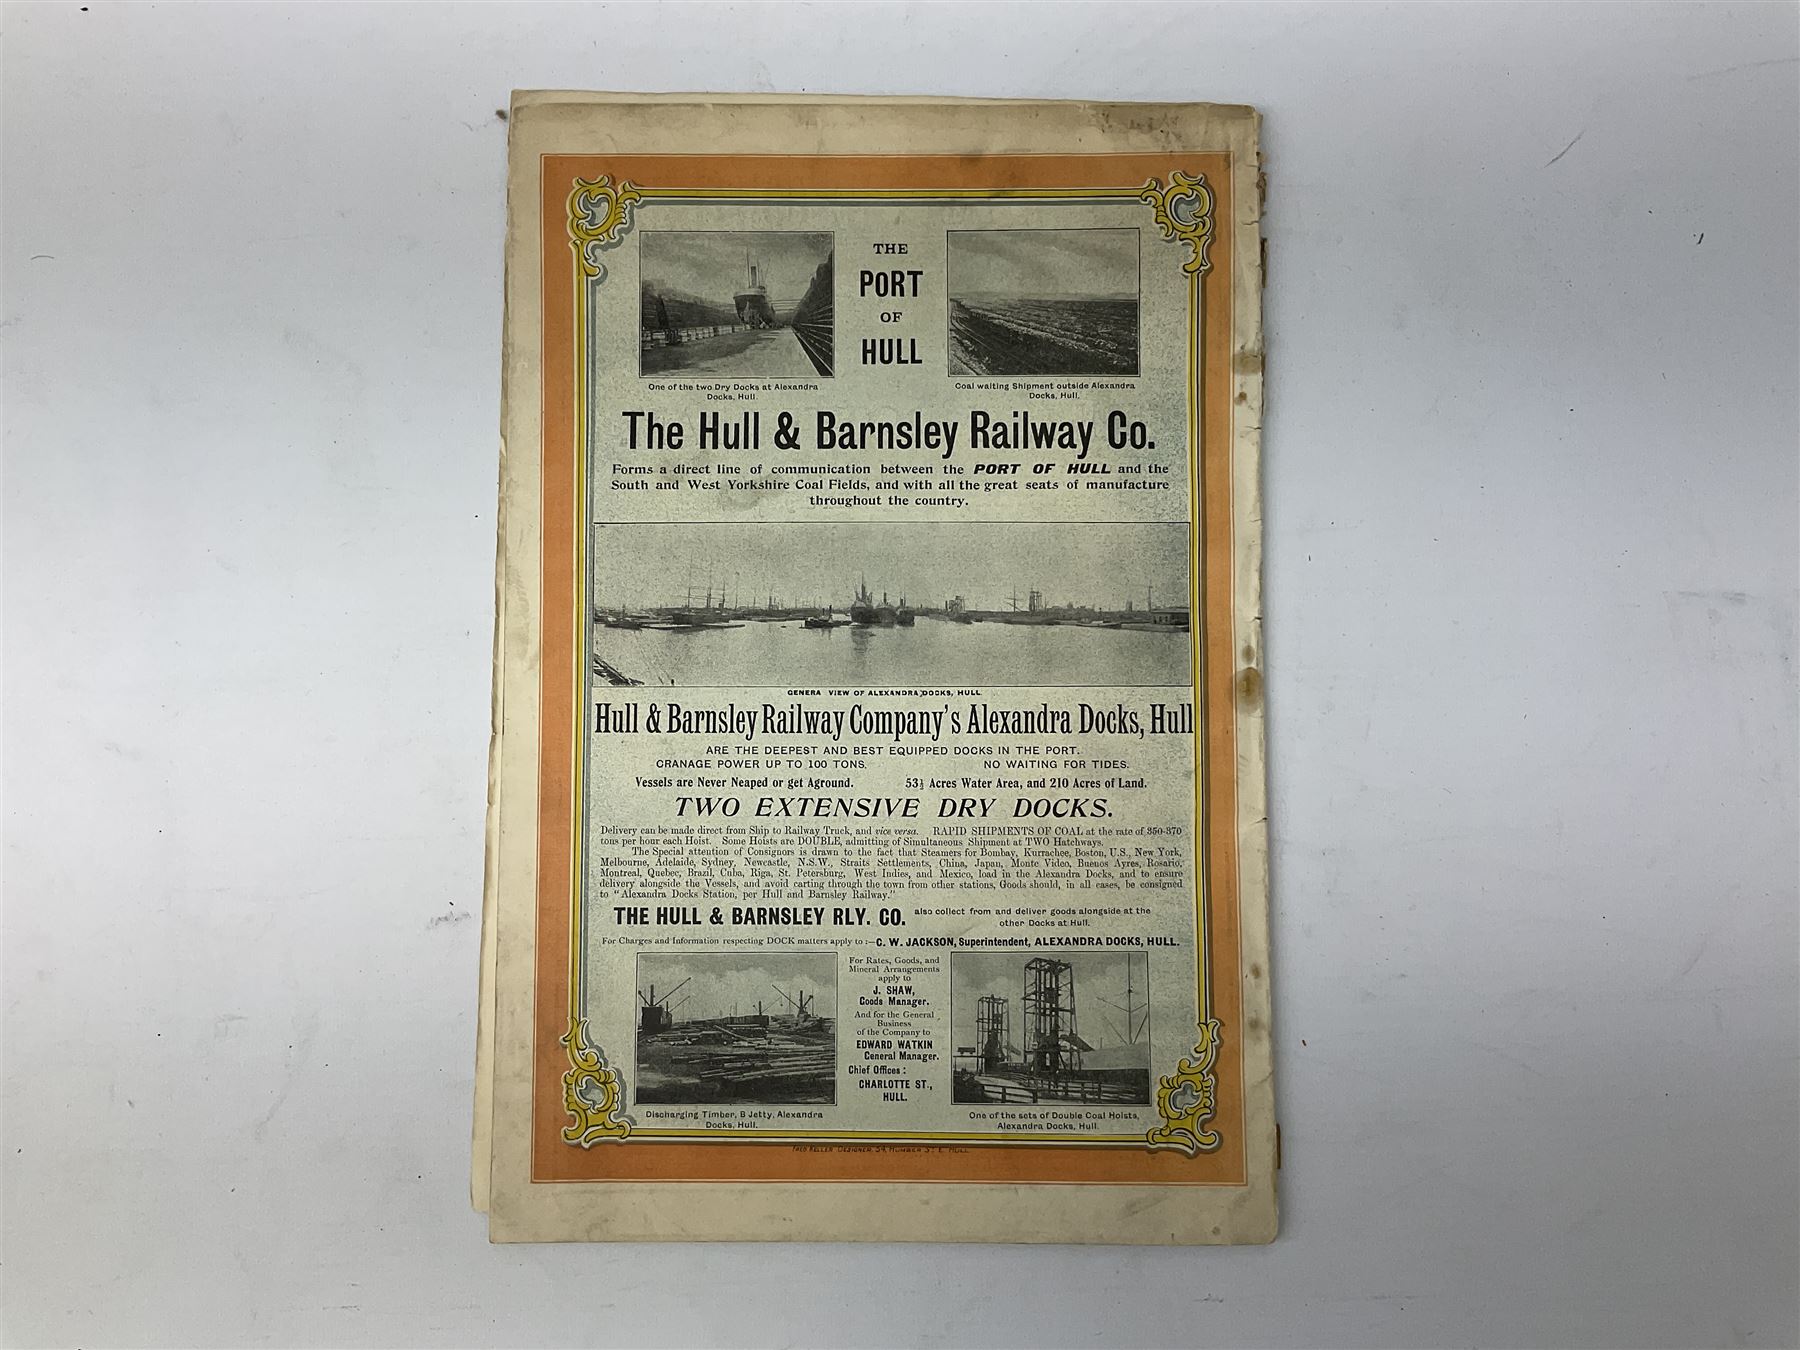 THE
PORT
OF
HULL
One of the two Dry Docks at Alexandra
Docks, Hull.
Coal waiting Shipment outside Alexandra
Docks, Hull.
The Hull & Barnsley Railway Co.
Forms a direct line of communication between the PORT OF HULL and the
South and West Yorkshire Coal Fields, and with all the great seats of manufacture
throughout the country.
GENERA VIEW OF ALEXANDRA DOCKS, HULL
Hull & Barnsley Railway Company's Alexandra Docks, Hull
ARE THE DEEPEST AND BEST EQUIPPED DOCKS IN THE PORT.
CRANAGE POWER UP TO 100 TONS. NO WAITING FOR TIDES.
Vessels are Never Neaped or get Aground. 53½ Acres Water Area, and 210 Acres of Land.
TWO EXTENSIVE DRY DOCKS.
Delivery can be made direct from Ship to Railway Truck, and vice versa. RAPID SHIPMENTS OF COAL at the rate of 350-370
tons per hour each Hoist. Some Hoists are DOUBLE, admitting of Simultaneous Shipment at TWO Hatchways.
The Special attention of Consignors is drawn to the fact that Steamers for Bombay, Kurrachee, Boston, U.S., New York,
Melbourne, Adelaide, Sydney, Newcastle, N.S.W., Straits Settlements, China, Japan, Monte Video, Buenos Ayres, Rosario,
Montreal, Quebec, Brazil, Cuba, Riga, St. Petersburg, West Indies, and Mexico, load in the Alexandra Docks, and to ensure
delivery alongside the Vessels, and avoid carting through the town from other stations, Goods should, in all cases, be consigned
to "Alexandra Docks Station, per Hull and Barnsley Railway."
THE HULL & BARNSLEY RLY. CO. also collect from and deliver goods alongside at the
other Docks at Hull.
For Charges and Information respecting DOCK matters apply to :—C. W. JACKSON, Superintendent, ALEXANDRA DOCKS, HULL.
For Rates, Goods, and
Mineral Arrangements
apply to
J. SHAW,
Goods Manager.
And for the General
Business
of the Company to
EDWARD WATKIN
General Manager.
Chief Offices :
CHARLOTTE ST.,
HULL.
Discharging Timber, B Jetty, Alexandra
Docks, Hull.
One of the sets of Double Coal Hoists,
Alexandra Docks, Hull.
FRED KELLER DESIGNER, 54, HUMBER ST E. HULL